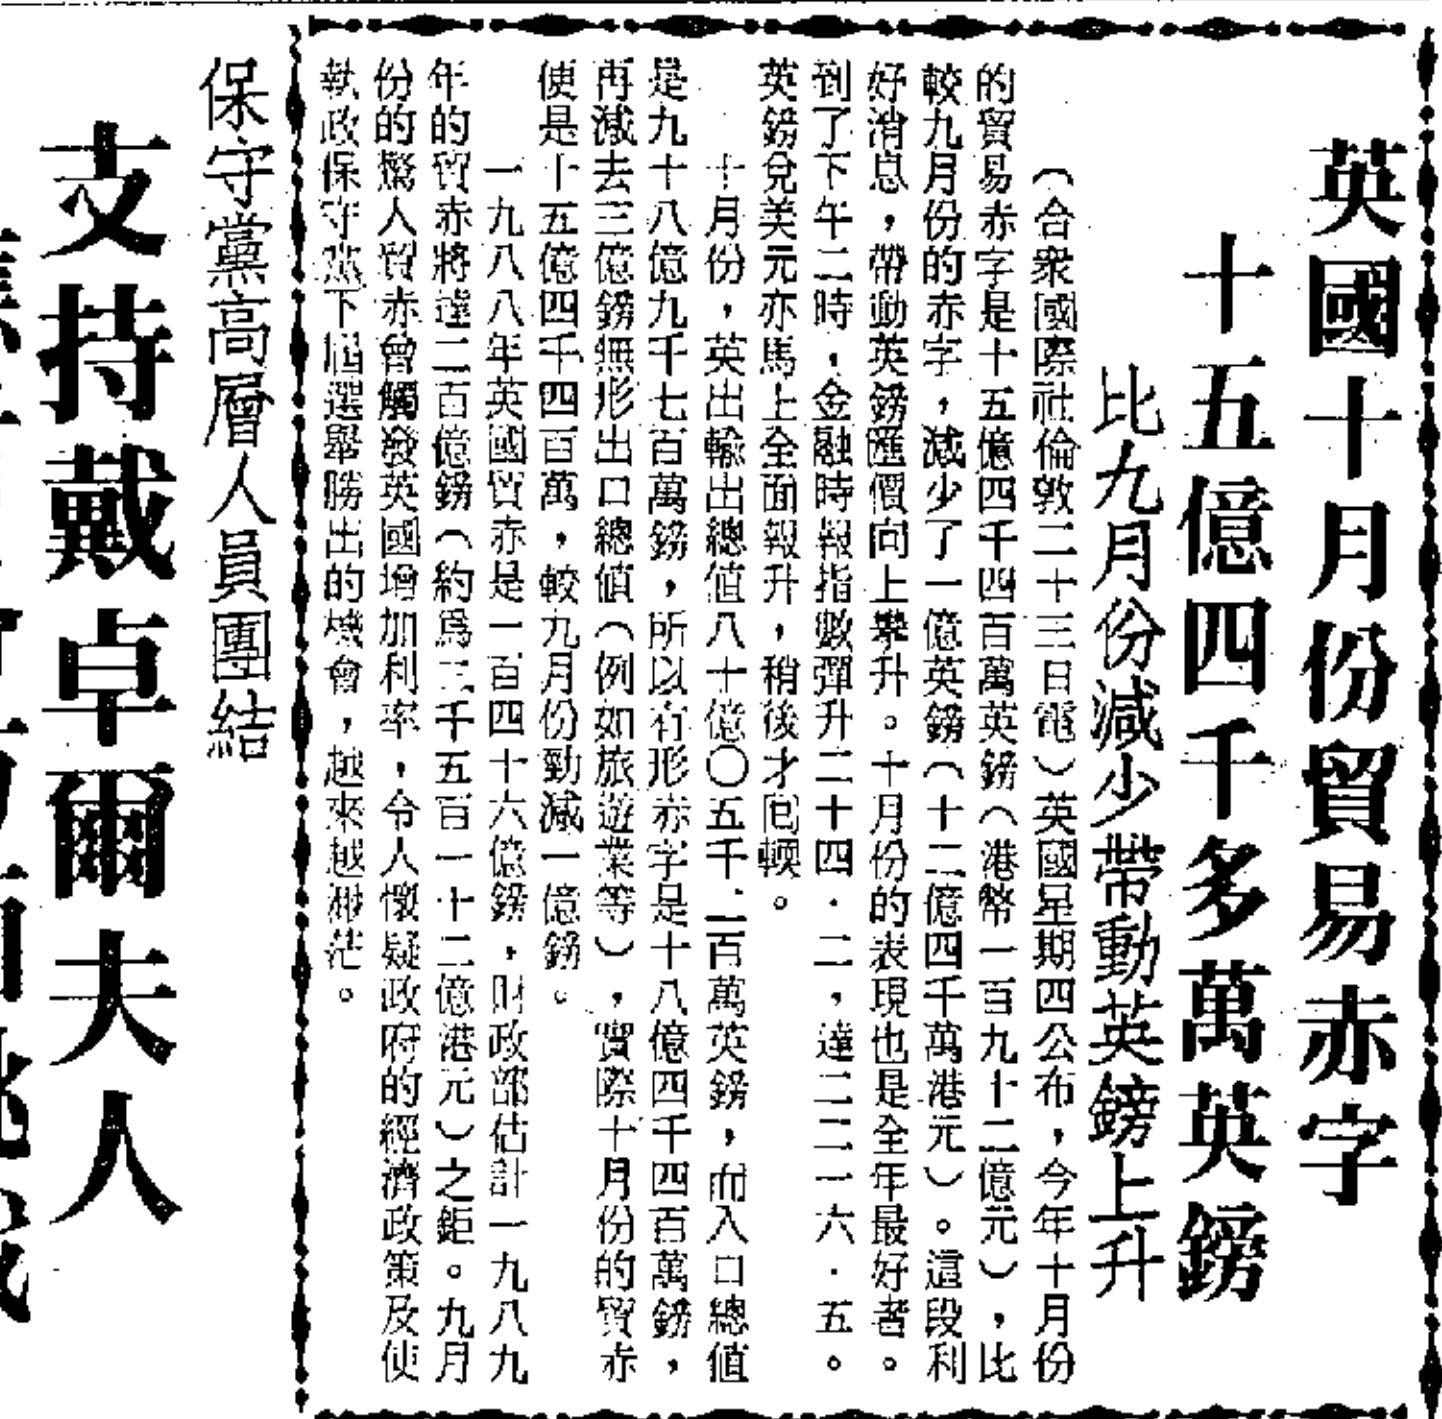 英國十月份貿易赤字
十五億四千多萬英鎊
比九月份減少帶動英鎊上升
（合衆國際社倫敦二十三日電）英國星期四公布，今年十月份
的貿易赤字是十五億四千四百萬英鎊（港幣一百九十二億元），比
較九月份的赤字，減少了一億英鎊（十二億四千萬港元）。這段利
好消息，帶動英鎊匯價向上攀升。十月份的表現也是全年最好者。
到了下午二時，金融時報指數彈升二十四．二，達二二一六．五。
英鎊兌美元亦馬上全面報升，稍後才回軟。
十月份，英出輸出總值八十億〇五千二百萬英鎊，而入口總值
是九十八億九千七百萬鎊，所以有形赤字是十八億四千四百萬鎊，
再減去三億鎊無形出口總值（例如旅遊業等），實際十月份的貿赤
便是十五億四千四百萬，較九月份勁減一億鎊。
一九八八年英國貿赤是一百四十六億鎊，財政部估計一九八九
年的貿赤將達二百億鎊（約爲二千五百一十二億港元）之鉅。九月
份的驚人貿赤曾觸發英國增加利率，令人懷疑政府的經濟政策及使
執政保守黨下屆選舉勝出的機會，越來越渺茫。
保守黨高層人員團結
支持戴卓爾夫人